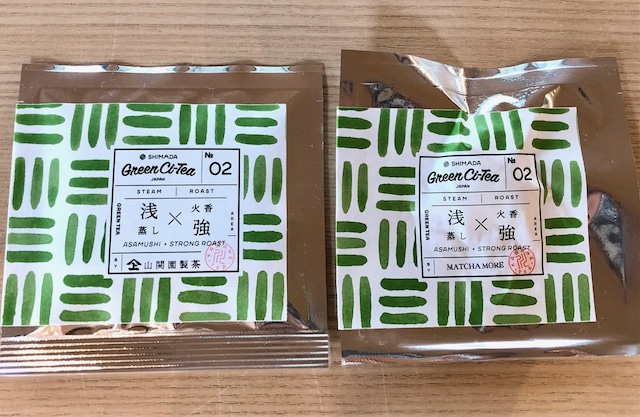 SHIMADA
Green Ci-Tea
JAPAN
№ 02
STEAM ROAST
GREEN TEA
浅蒸し × 火香強
ASAMUSHI • STRONG ROAST
BY 山関園製茶
SHIMADA
Green Ci-Tea
JAPAN
№ 02
STEAM ROAST
GREEN TEA
浅蒸し × 火香強
ASAMUSHI • STRONG ROAST
BY MATCHA MORE